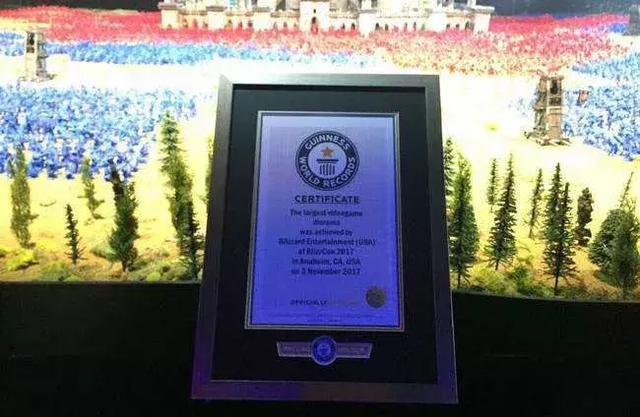 GUINNESS
WORLD RECORDS
CERTIFICATE
The largest videogame
diorama
was achieved by
Blizzard Entertainment (USA)
at BlizzCon 2017
in Anaheim, CA, USA
on 3 November 2017
OFFICIALLY